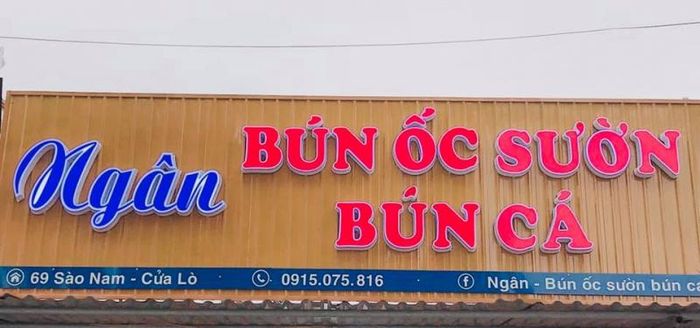 Ngân
BÚN ỐC SƯỜN
BÚN CÁ
69 Sào Nam - Cửa Lò 0915.075.816 Ngân - Bún ốc sườn bún cá